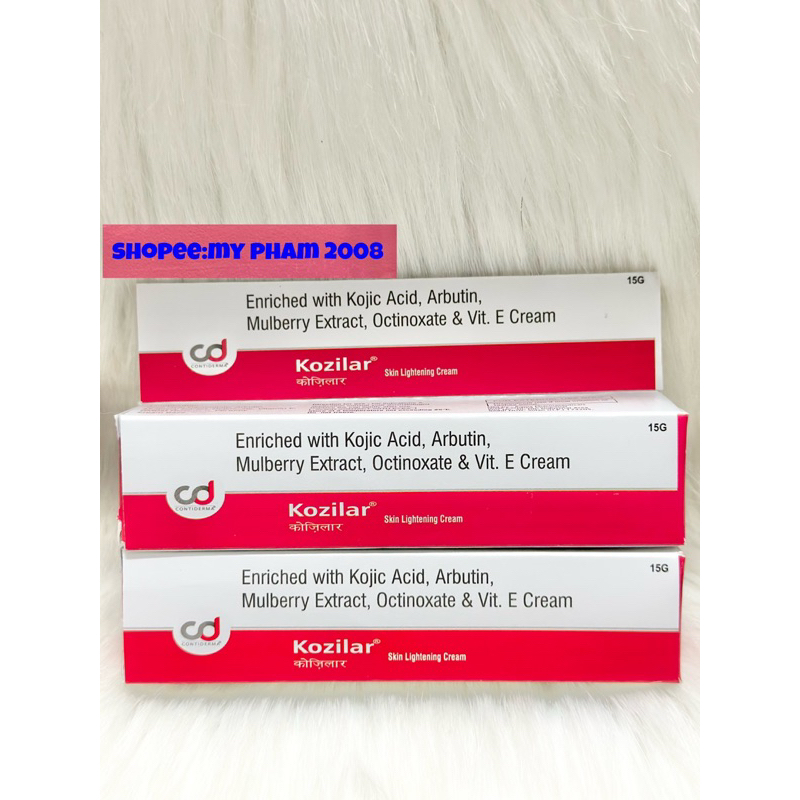 Shopee:my pham 2008
15G
Enriched with Kojic Acid, Arbutin,
Mulberry Extract, Octinoxate & Vit. E Cream
cd
CONTIDERMA
Kozilar®
कोज़िलार
Skin Lightening Cream
15G
Enriched with Kojic Acid, Arbutin,
Mulberry Extract, Octinoxate & Vit. E Cream
cd
CONTIDERMA
Kozilar®
कोज़िलार
Skin Lightening Cream
15G
Enriched with Kojic Acid, Arbutin,
Mulberry Extract, Octinoxate & Vit. E Cream
cd
CONTIDERMA
Kozilar®
कोज़िलार
Skin Lightening Cream